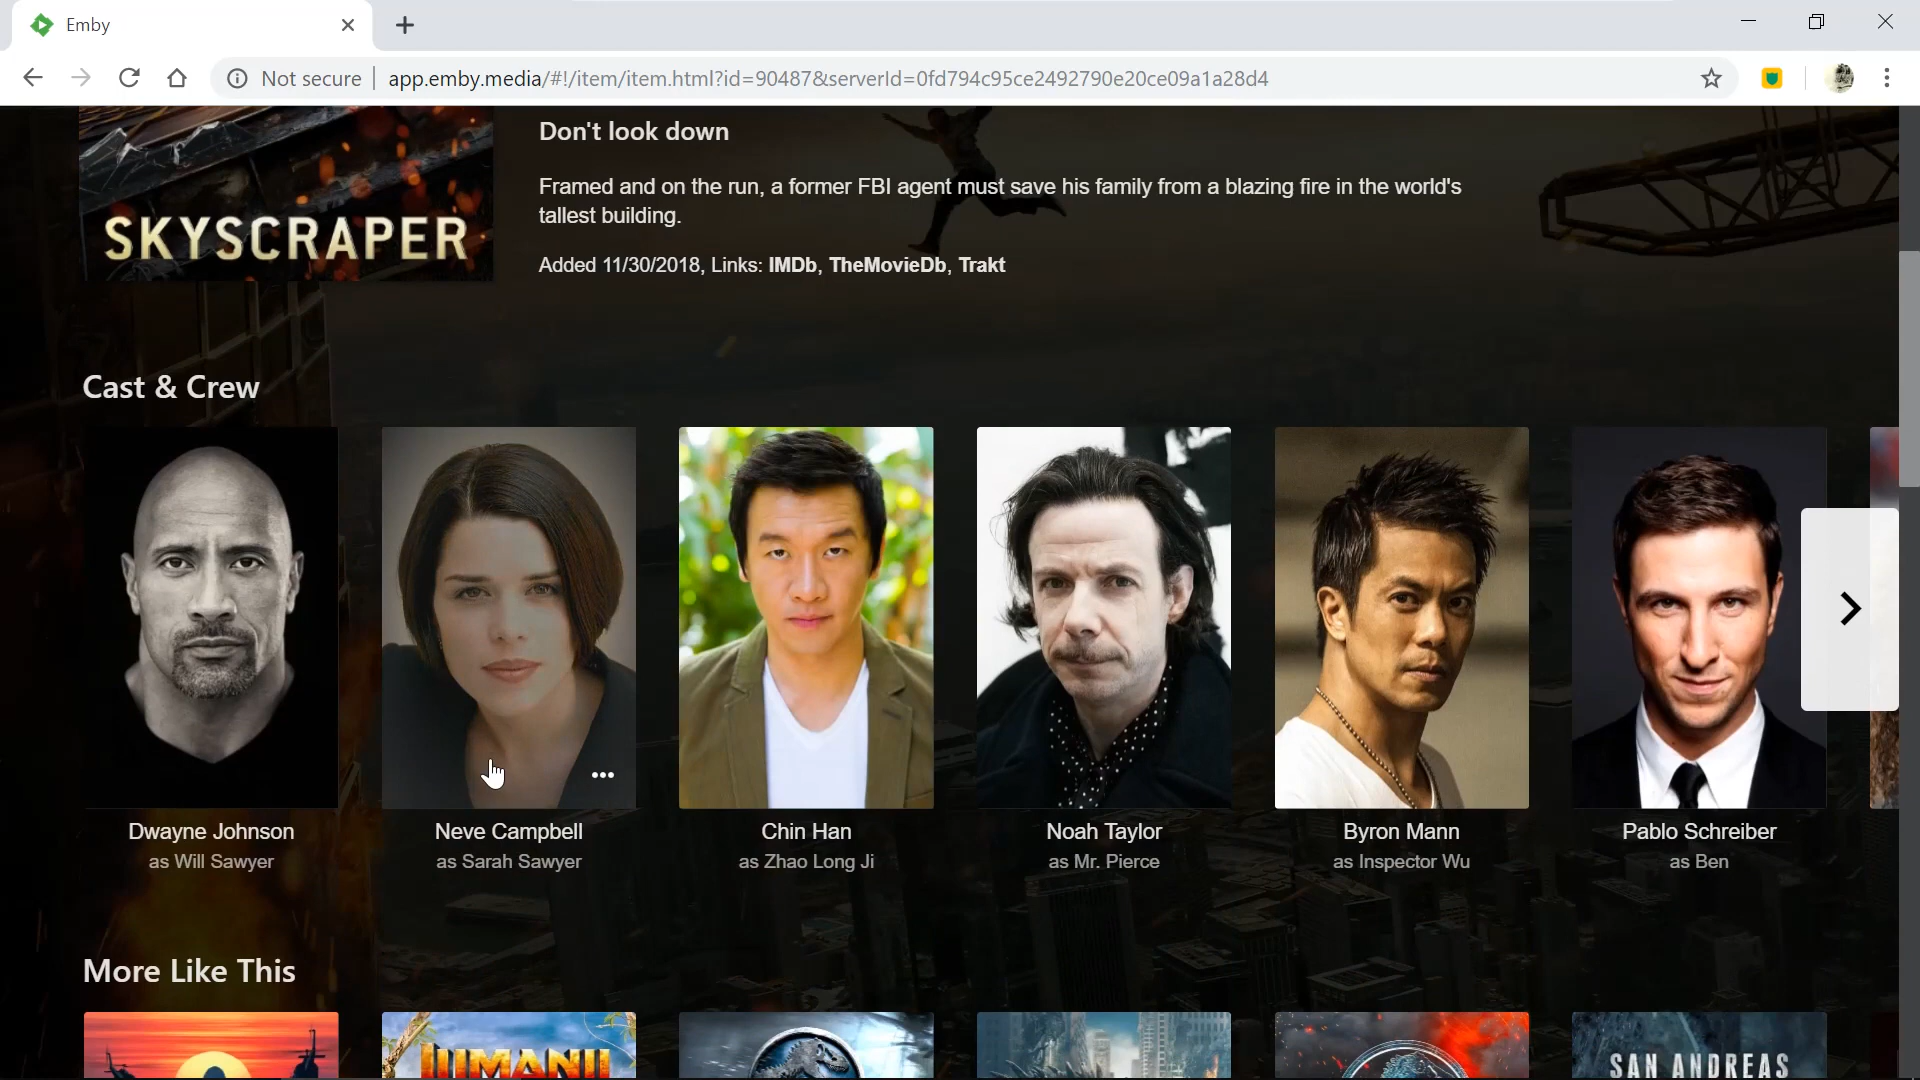 Emby
Not secure
app.emby.media/#!/item/item.html?id=90487&serverId=0fd794c95ce2492790e20ce09a1a28d4
SKYSCRAPER
Don't look down
Framed and on the run, a former FBI agent must save his family from a blazing fire in the world's
tallest building.
Added 11/30/2018, Links: IMDb, TheMovieDb, Trakt
Cast & Crew
Dwayne Johnson
as Will Sawyer
Neve Campbell
as Sarah Sawyer
Chin Han
as Zhao Long Ji
Noah Taylor
as Mr. Pierce
Byron Mann
as Inspector Wu
Pablo Schreiber
as Ben
More Like This
JUMANJI
SAN ANDREAS